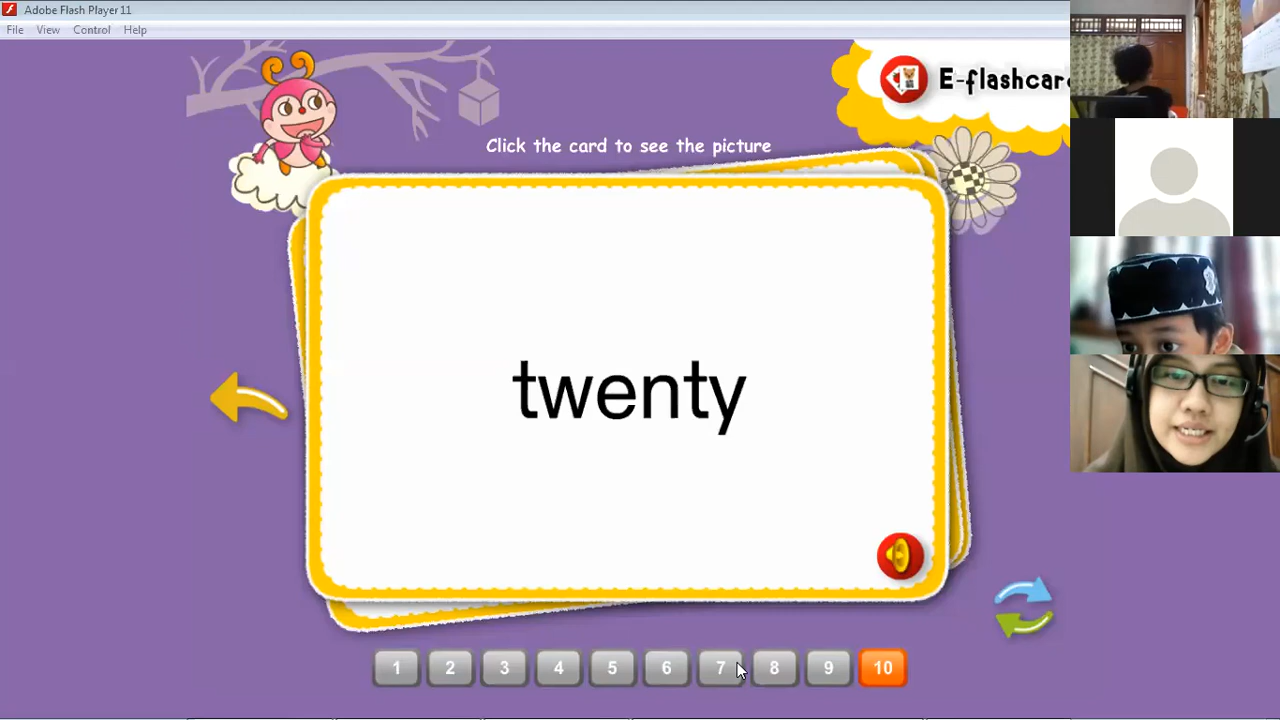 Adobe Flash Player 11
File View Control Help
E-flashcar
Click the card to see the picture
twenty
1 2 3 4 5 6 7 8 9 10